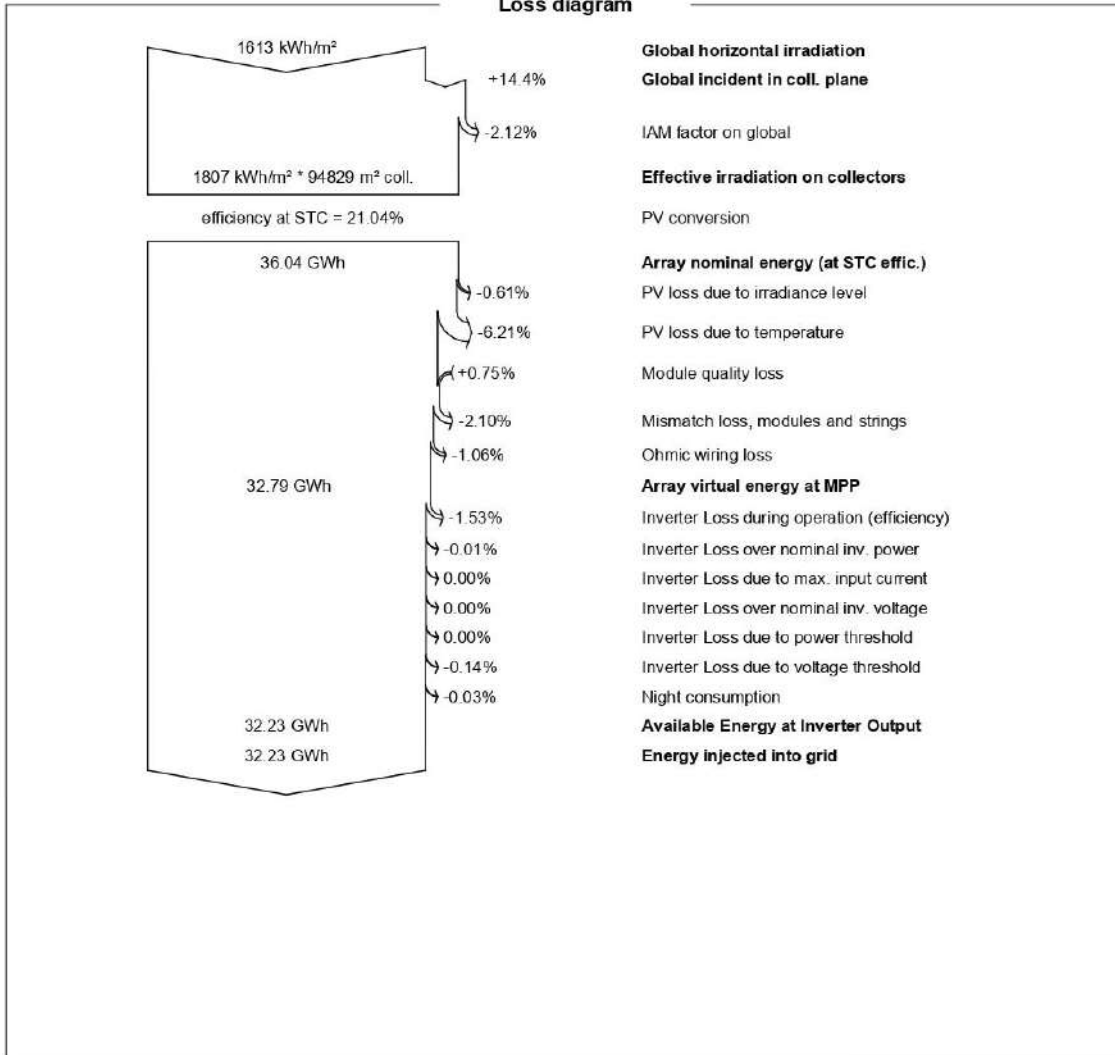 Loss diagram
1613 kWh/m² Global horizontal irradiation
+14.4% Global incident in coll. plane
-2.12% IAM factor on global
1807 kWh/m² * 94829 m² coll. Effective irradiation on collectors
efficiency at STC = 21.04% PV conversion
36.04 GWh Array nominal energy (at STC effic.)
-0.61% PV loss due to irradiance level
-6.21% PV loss due to temperature
+0.75% Module quality loss
-2.10% Mismatch loss, modules and strings
-1.06% Ohmic wiring loss
32.79 GWh Array virtual energy at MPP
-1.53% Inverter Loss during operation (efficiency)
-0.01% Inverter Loss over nominal inv. power
0.00% Inverter Loss due to max. input current
0.00% Inverter Loss over nominal inv. voltage
0.00% Inverter Loss due to power threshold
-0.14% Inverter Loss due to voltage threshold
-0.03% Night consumption
32.23 GWh Available Energy at Inverter Output
32.23 GWh Energy injected into grid